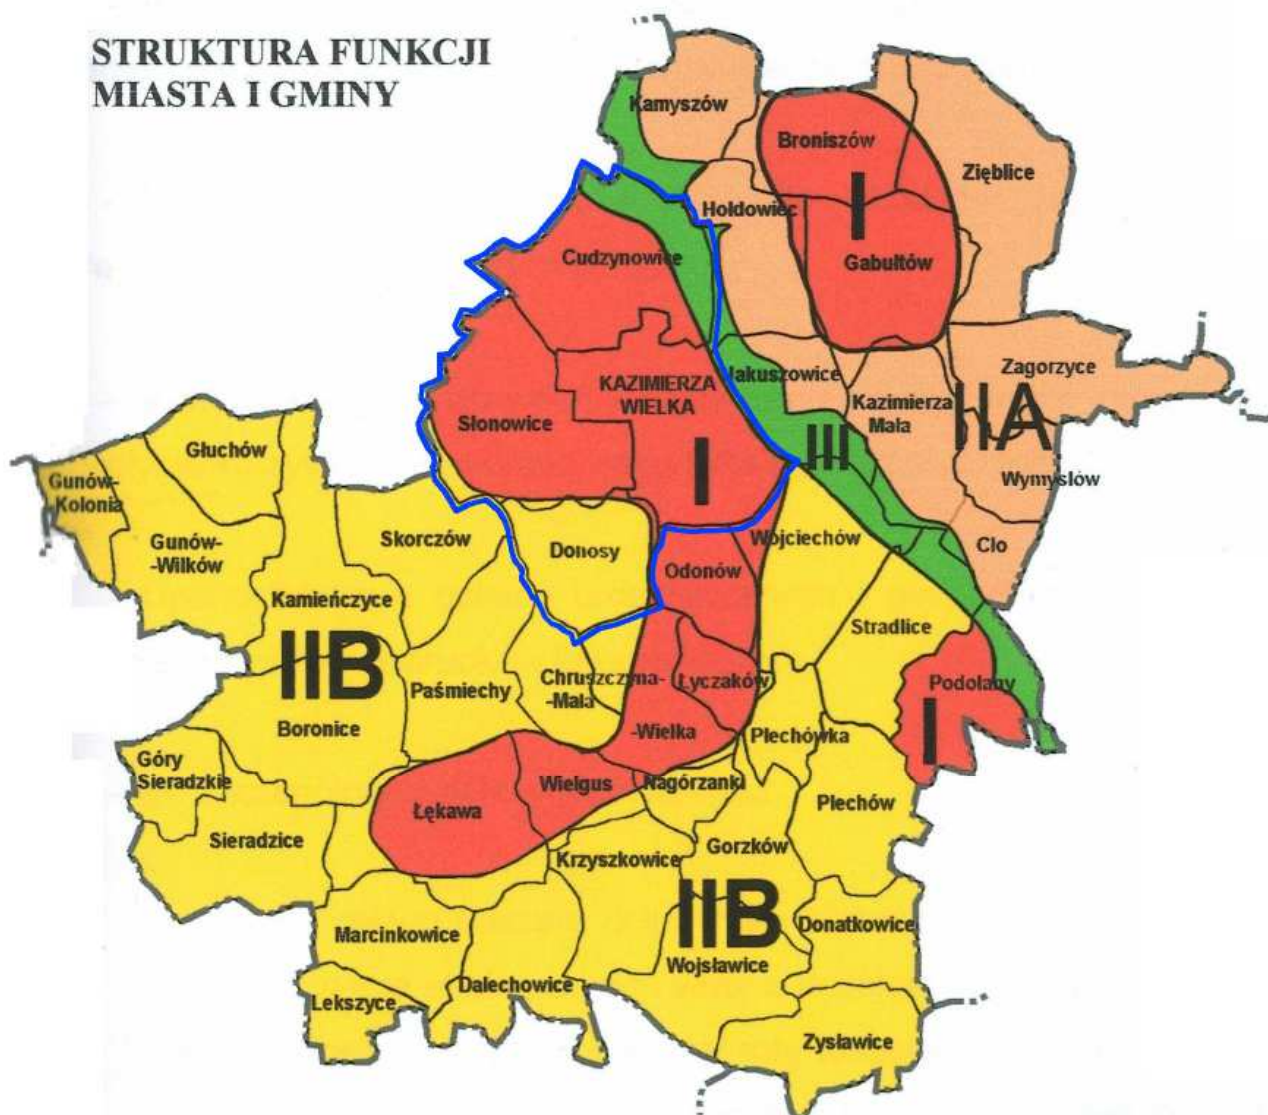 STRUKTURA FUNKCJI
MIASTA I GMINY
Kamyszów
Broniszów
Zięblice
Hołdowiec
I
Cudzynowice
Gabułtów
Jakuszowice
Zagorzyce
KAZIMIERZA
WIELKA
Kazimierza
Mała
IIA
Słonowice
I
III
Wymysłów
Głuchów
Gunów-
-Kolonia
Gunów-
-Wilków
Skorczów
Donosy
Wojciechów
Cło
Odonów
Kamieńczyce
Stradlice
IIB
Paśmiechy
Chruszczyna-
-Mała
Łyczaków
Podolany
I
Boronice
-Wielka
Plechówka
Góry
Sieradzkie
Wielgus
Nagórzanki
Plechów
Łękawa
Sieradzice
Krzyszkowice
Gorzków
IIB
Donatkowice
Marcinkowice
Wojsławice
Dalechowice
Lekszyce
Zysławice